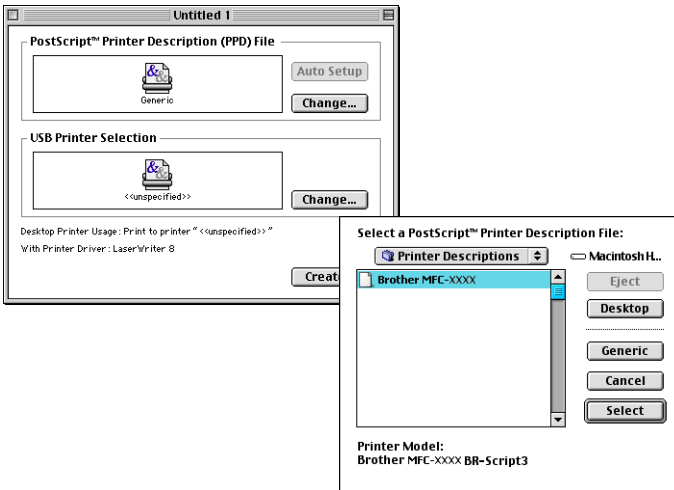 Untitled 1
PostScript™ Printer Description (PPD) File
Generic
Auto Setup
Change...
USB Printer Selection
<<unspecified>>
Change...
Desktop Printer Usage: Print to printer "<<unspecified>>"
With Printer Driver: LaserWriter 8
Creat
Select a PostScript™ Printer Description File:
Printer Descriptions
Macintosh H...
Brother MFC-XXXX
Eject
Desktop
Generic
Cancel
Select
Printer Model:
Brother MFC-XXXX BR-Script3